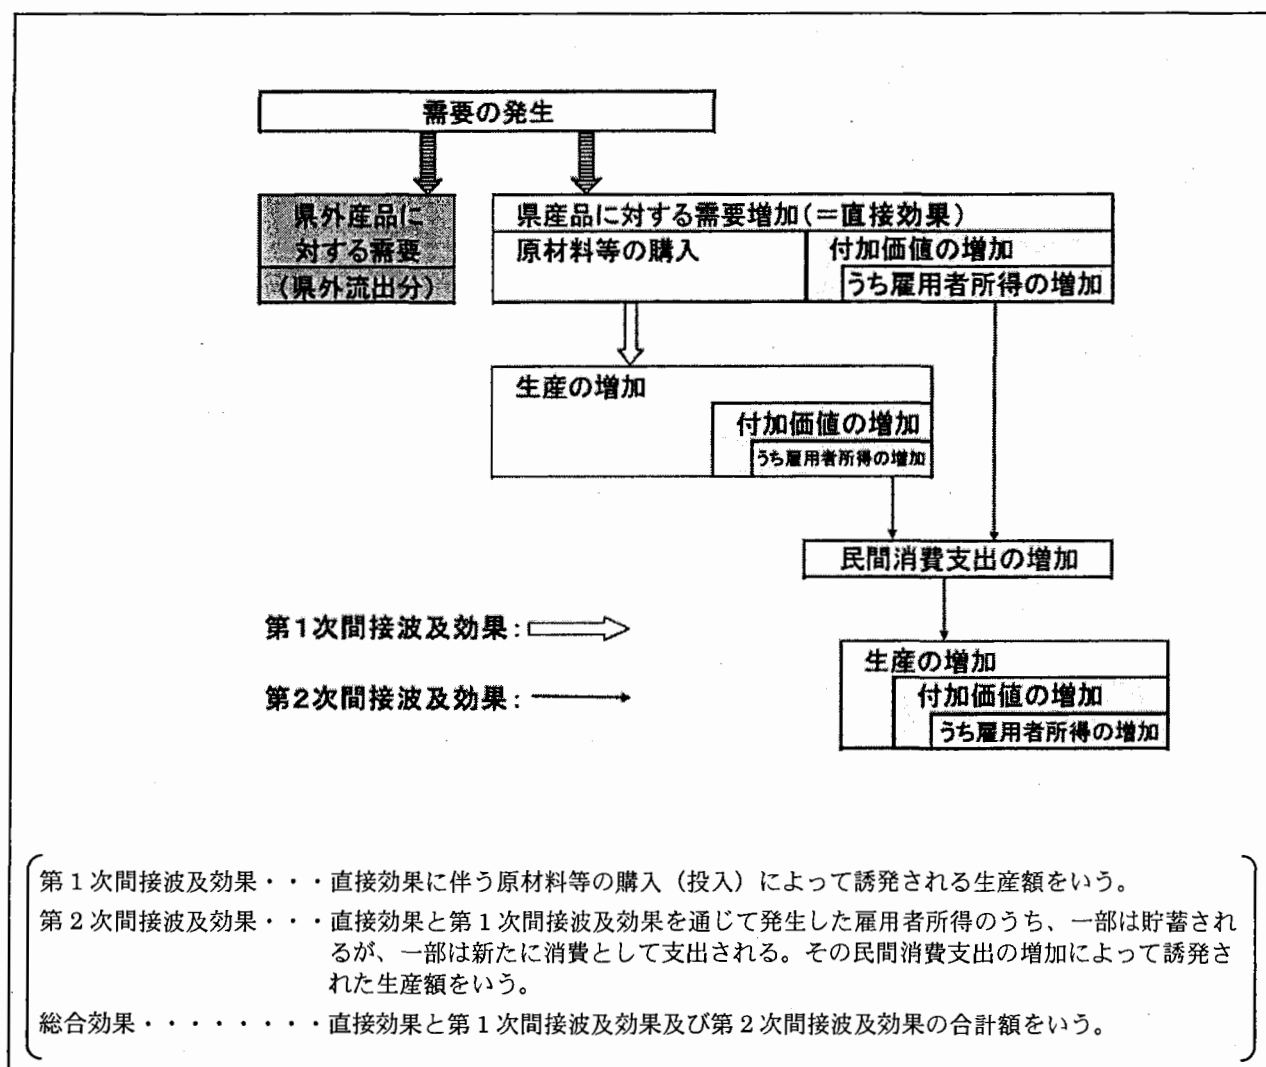 需要の発生
県外産品に
対する需要
(県外流出分)
県産品に対する需要増加(=直接効果)
原材料等の購入
付加価値の増加
うち雇用者所得の増加
生産の増加
付加価値の増加
うち雇用者所得の増加
民間消費支出の増加
第1次間接波及効果:
生産の増加
付加価値の増加
うち雇用者所得の増加
第2次間接波及効果:
第1次間接波及効果・・・直接効果に伴う原材料等の購入（投入）によって誘発される生産額をいう。
第2次間接波及効果・・・直接効果と第1次間接波及効果を通じて発生した雇用者所得のうち、一部は貯蓄され
るが、一部は新たに消費として支出される。その民間消費支出の増加によって誘発さ
れた生産額をいう。
総合効果・・・・・・・・直接効果と第1次間接波及効果及び第2次間接波及効果の合計額をいう。